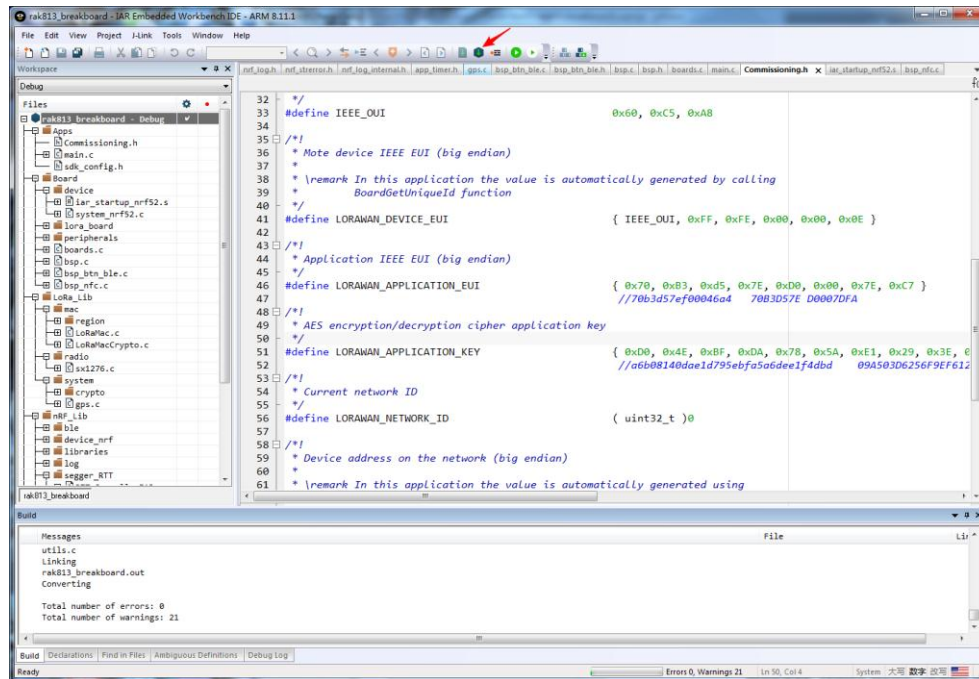 rak813_breakboard - IAR Embedded Workbench IDE - ARM 8.11.1
File Edit View Project J-Link Tools Window Help
Workspace
nrf_log.h nrf_strerror.h nrf_log_internal.h app_timer.h gps.c bsp_btn_ble.c bsp_btn_ble.h bsp.c bsp.h boards.c main.c Commissioning.h x iar_startup_nrf52.s bsp_nfc.c
Debug
Files
rak813_breakboard - Debug
Apps
Commissioning.h
main.c
sdk_config.h
Board
device
iar_startup_nrf52.s
system_nrf52.c
lora_board
peripherals
boards.c
bsp.c
bsp_btn_ble.c
bsp_nfc.c
LoRa_Lib
mac
region
LoRaMac.c
LoRaMacCrypto.c
radio
sx1276.c
system
crypto
gps.c
nRF_Lib
ble
device_nrf
libraries
log
segger_RTT
rak813_breakboard
32 */
33 #define IEEE_OUI 0x60, 0xC5, 0xA8
34
35 /*!
36 * Mote device IEEE EUI (big endian)
37 *
38 * \remark In this application the value is automatically generated by calling
39 * BoardGetUniqueId function
40 */
41 #define LORAWAN_DEVICE_EUI { IEEE_OUI, 0xFF, 0xFE, 0x00, 0x00, 0x0E }
42
43 /*!
44 * Application IEEE EUI (big endian)
45 */
46 #define LORAWAN_APPLICATION_EUI { 0x70, 0xB3, 0xd5, 0x7E, 0xD0, 0x00, 0x7E, 0xC7 }
47 //70b3d57ef00046a4 70B3D57E D0007DFA
48 /*!
49 * AES encryption/decryption cipher application key
50 */
51 #define LORAWAN_APPLICATION_KEY { 0xD0, 0x4E, 0xBF, 0xDA, 0x78, 0x5A, 0xE1, 0x29, 0x3E, 0
52 //a6b08140dae1d795ebfa5a6dee1f4dbd 09A503D6256F9EF612
53 /*!
54 * Current network ID
55 */
56 #define LORAWAN_NETWORK_ID ( uint32_t )0
57
58 /*!
59 * Device address on the network (big endian)
60 *
61 * \remark In this application the value is automatically generated using
Build
Messages File Lin
utils.c
Linking
rak813_breakboard.out
Converting
Total number of errors: 0
Total number of warnings: 21
Build Declarations Find in Files Ambiguous Definitions Debug Log
Ready Errors 0, Warnings 21 Ln 50, Col 4 System 大写 数字 改写